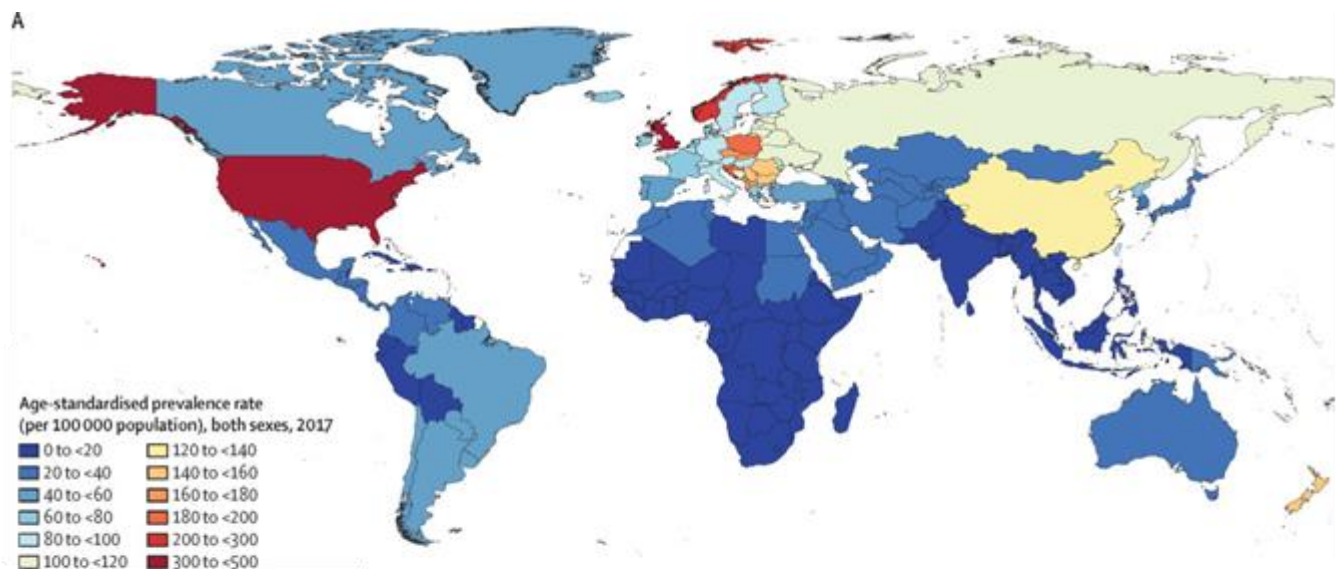 A
Age-standardised prevalence rate
(per 100 000 population), both sexes, 2017
0 to <20
20 to <40
40 to <60
60 to <80
80 to <100
100 to <120
120 to <140
140 to <160
160 to <180
180 to <200
200 to <300
300 to <500